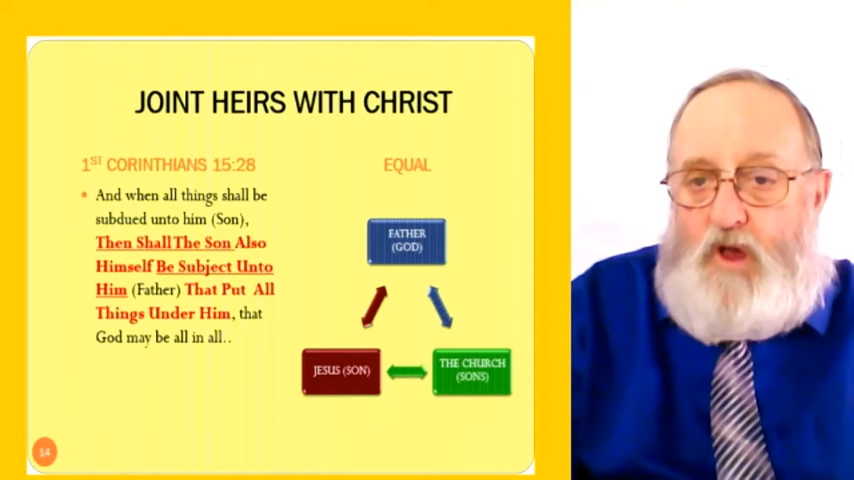 JOINT HEIRS WITH CHRIST
1ST CORINTHIANS 15:28
• And when all things shall be
subdued unto him (Son),
Then Shall The Son Also
Himself Be Subject Unto
Him (Father) That Put All
Things Under Him, that
God may be all in all..
EQUAL
FATHER
(GOD)
JESUS (SON)
THE CHURCH
(SONS)
14